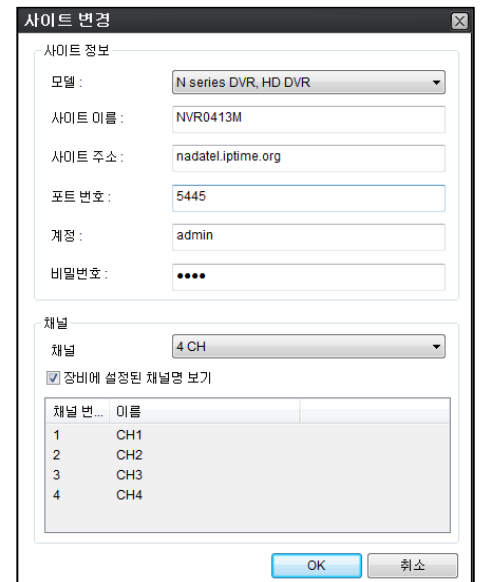 사이트 변경
사이트 정보
모델 : N series DVR, HD DVR
사이트 이름 : NVR0413M
사이트 주소 : nadatel.iptime.org
포트 번호 : 5445
계정 : admin
비밀번호 : ●●●●
채널
채널 4 CH
장비에 설정된 채널명 보기
채널 번... 이름
1 CH1
2 CH2
3 CH3
4 CH4
OK 취소